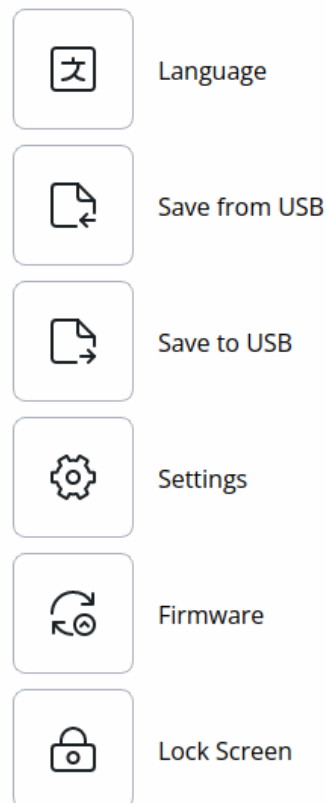 文
Language
Save from USB
Save to USB
Settings
Firmware
Lock Screen